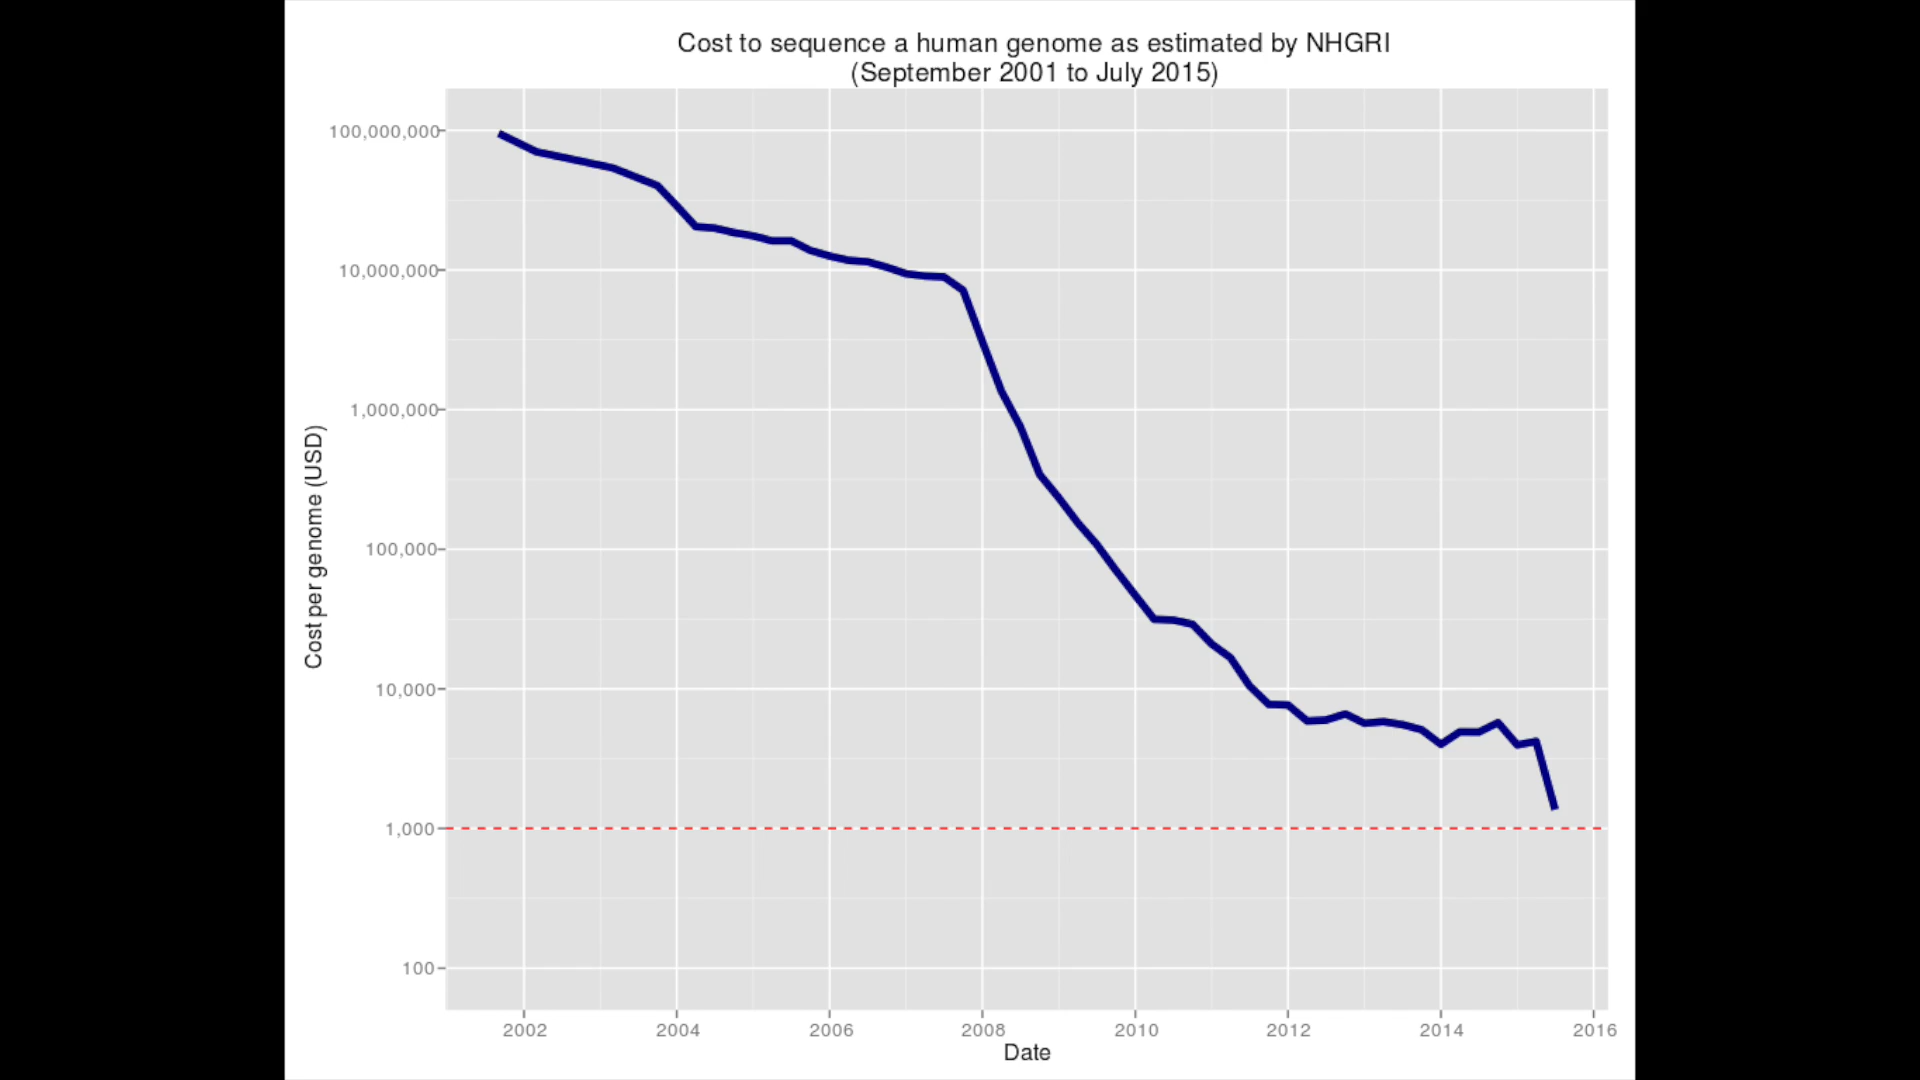 Cost to sequence a human genome as estimated by NHGRI
(September 2001 to July 2015)
100,000,000
10,000,000
1,000,000
100,000
10,000
1,000
100
Cost per genome (USD)
2002 2004 2006 2008 2010 2012 2014 2016
Date